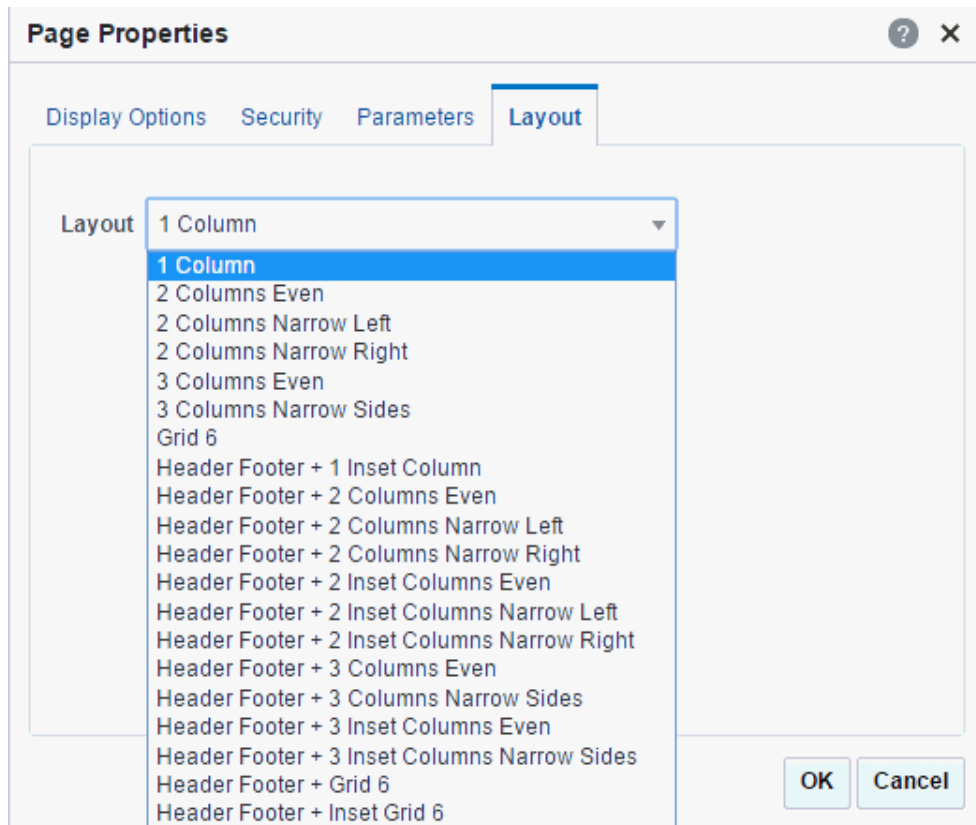 Page Properties ?
Display Options Security Parameters Layout
Layout 1 Column
1 Column
2 Columns Even
2 Columns Narrow Left
2 Columns Narrow Right
3 Columns Even
3 Columns Narrow Sides
Grid 6
Header Footer + 1 Inset Column
Header Footer + 2 Columns Even
Header Footer + 2 Columns Narrow Left
Header Footer + 2 Columns Narrow Right
Header Footer + 2 Inset Columns Even
Header Footer + 2 Inset Columns Narrow Left
Header Footer + 2 Inset Columns Narrow Right
Header Footer + 3 Columns Even
Header Footer + 3 Columns Narrow Sides
Header Footer + 3 Inset Columns Even
Header Footer + 3 Inset Columns Narrow Sides
Header Footer + Grid 6
Header Footer + Inset Grid 6
OK Cancel